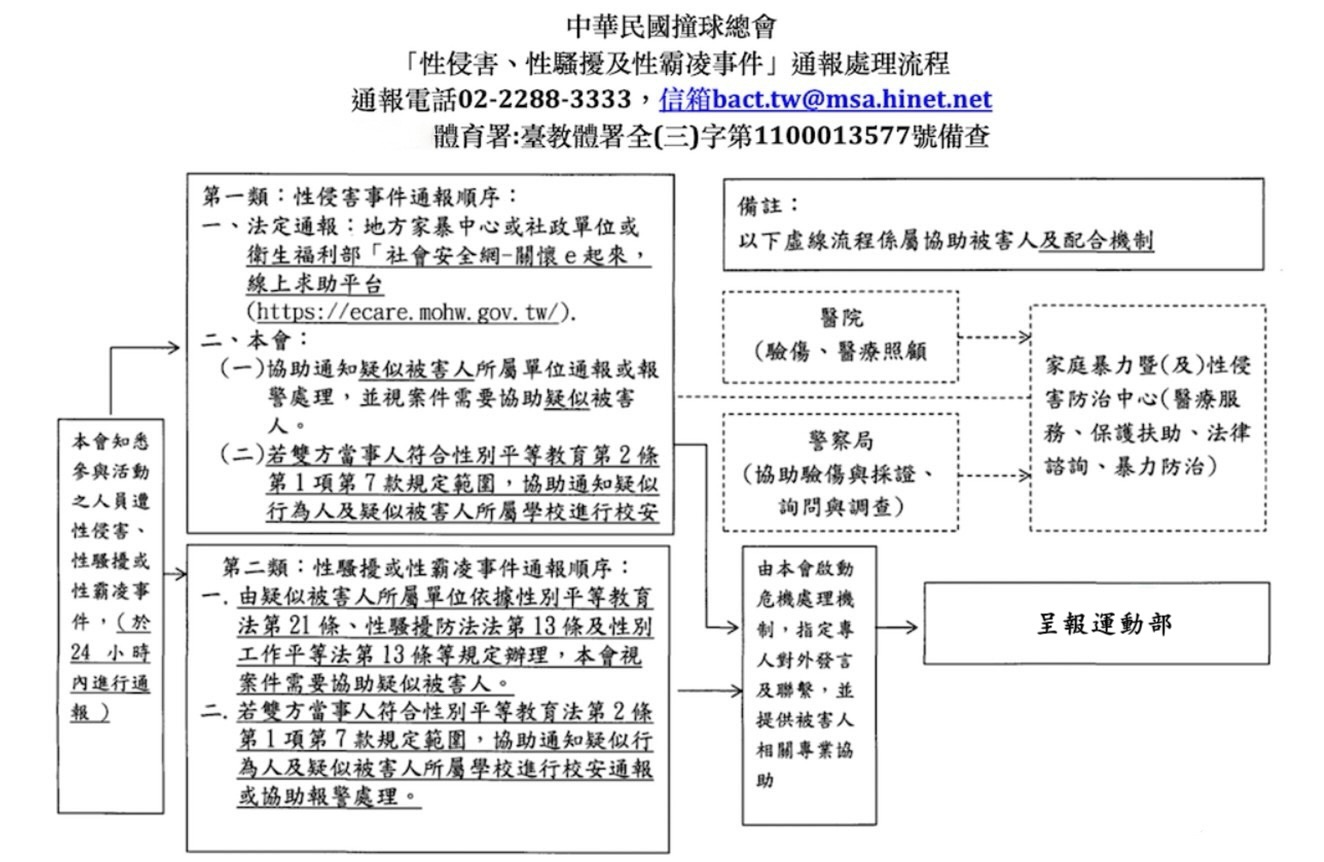 中華民國撞球總會
「性侵害、性騷擾及性霸凌事件」通報處理流程
通報電話02-2288-3333，信箱bact.tw@msa.hinet.net
體育署:臺教體署全(三)字第1100013577號備查
本會知悉
參與活動
之人員遭
性侵害、
性騷擾或
性霸凌事
件，(於
24 小時
內進行通
報）
第一類：性侵害事件通報順序：
一、法定通報：地方家暴中心或社政單位或
衛生福利部「社會安全網-關懷 e 起來，
線上求助平台
(https://ecare.mohw.gov.tw/).
二、本會：
(一)協助通知疑似被害人所屬單位通報或報
警處理，並視案件需要協助疑似被害
人。
(二)若雙方當事人符合性別平等教育第 2 條
第 1 項第 7 款規定範圍，協助通知疑似
行為人及疑似被害人所屬學校進行校安
第二類：性騷擾或性霸凌事件通報順序：
一. 由疑似被害人所屬單位依據性別平等教育
法第 21 條、性騷擾防法法第 13 條及性別
工作平等法第 13 條等規定辦理，本會視
案件需要協助疑似被害人。
二. 若雙方當事人符合性別平等教育法第 2 條
第 1 項第 7 款規定範圍，協助通知疑似行
為人及疑似被害人所屬學校進行校安通報
或協助報警處理。
備註：
以下虛線流程係屬協助被害人及配合機制
醫院
（驗傷、醫療照顧
警察局
（協助驗傷與採證、
詢問與調查）
家庭暴力暨(及)性侵
害防治中心(醫療服
務、保護扶助、法律
諮詢、暴力防治）
由本會啟動
危機處理機
制，指定專
人對外發言
及聯繫，並
提供被害人
相關專業協
助
呈報運動部